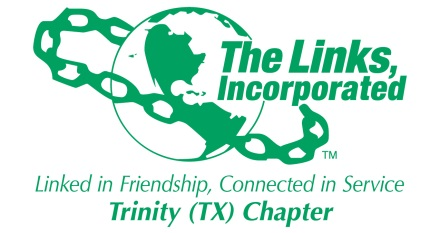 The Links,
Incorporated
TM
Linked in Friendship, Connected in Service
Trinity (TX) Chapter